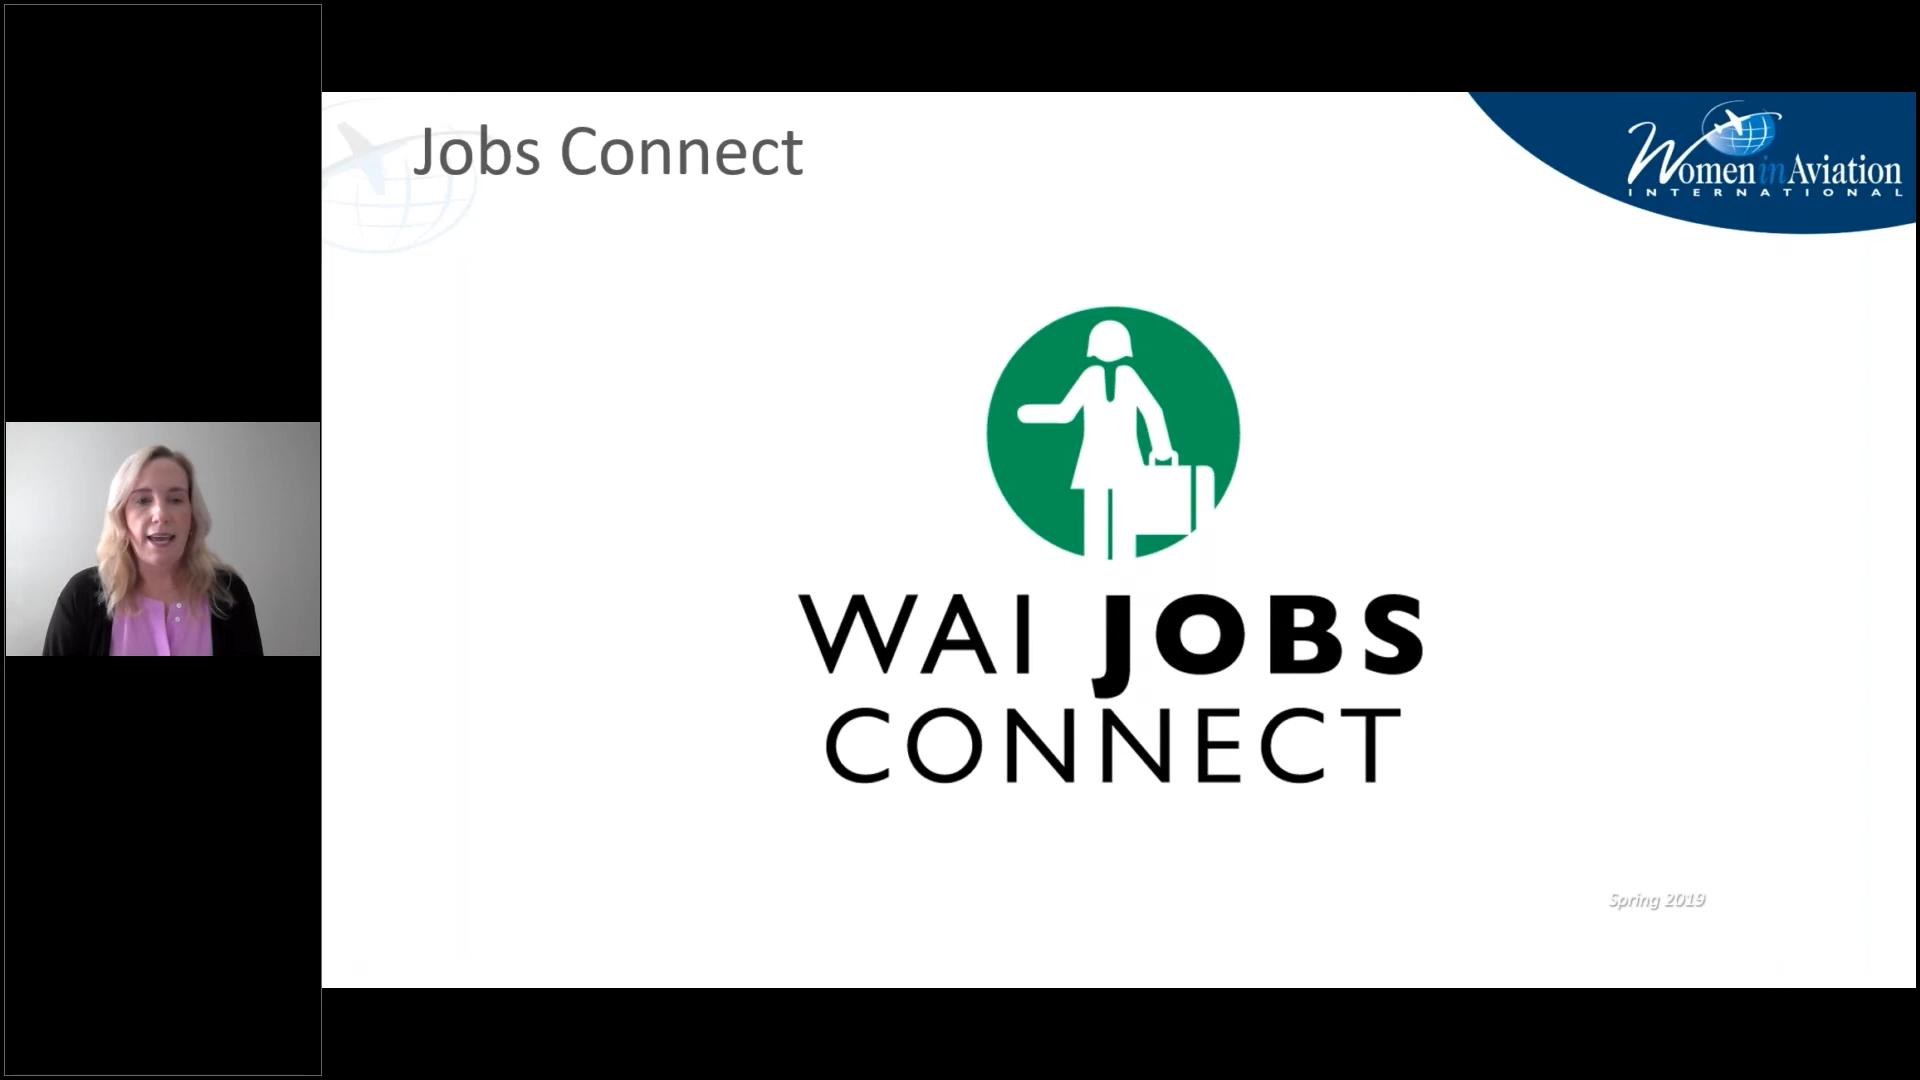 Jobs Connect
Women in Aviation
INTERNATIONAL
WAI JOBS
CONNECT
Spring 2019